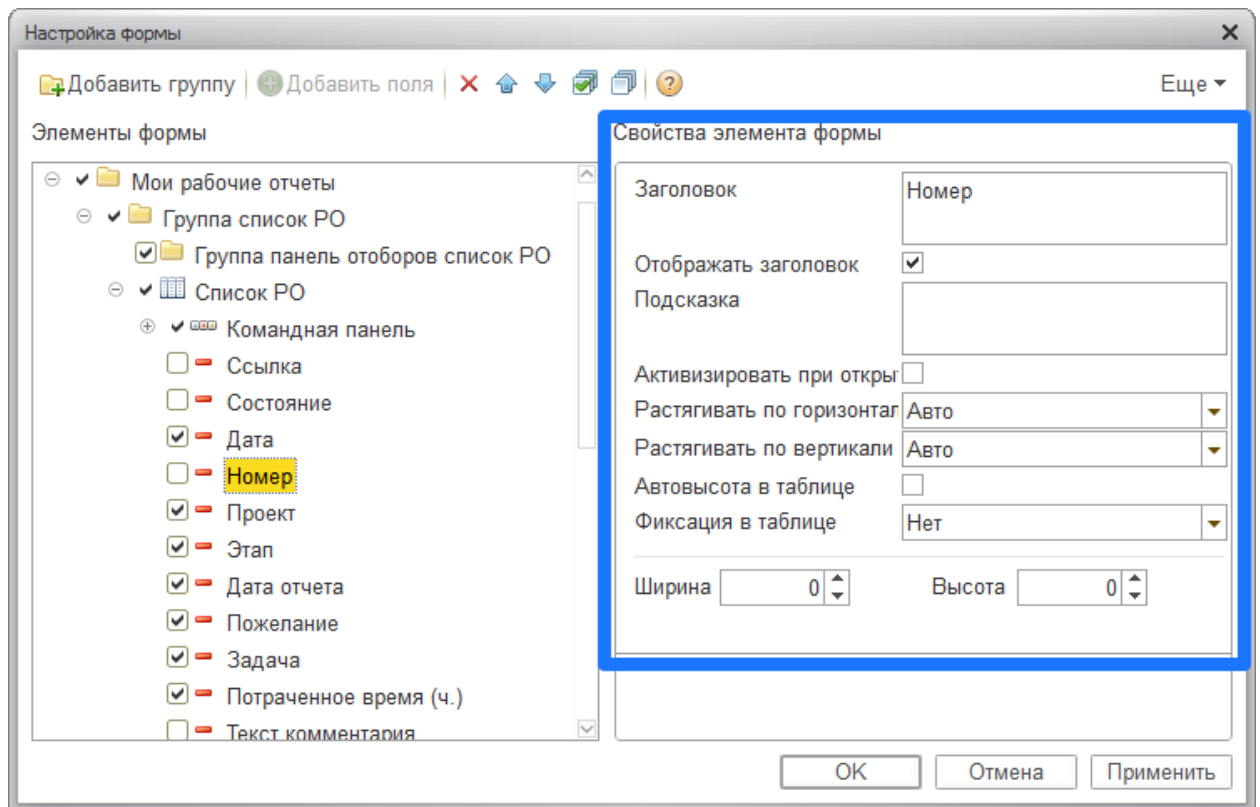 Настройка формы
Добавить группу Добавить поля Еще
Элементы формы
Мои рабочие отчеты
Группа список РО
Группа панель отоборов список РО
Список РО
Командная панель
Ссылка
Состояние
Дата
Номер
Проект
Этап
Дата отчета
Пожелание
Задача
Потраченное время (ч.)
Текст комментария
Свойства элемента формы
Заголовок Номер
Отображать заголовок
Подсказка
Активизировать при откры
Растягивать по горизонтал Авто
Растягивать по вертикали Авто
Автовысота в таблице
Фиксация в таблице Нет
Ширина 0 Высота 0
OK Отмена Применить